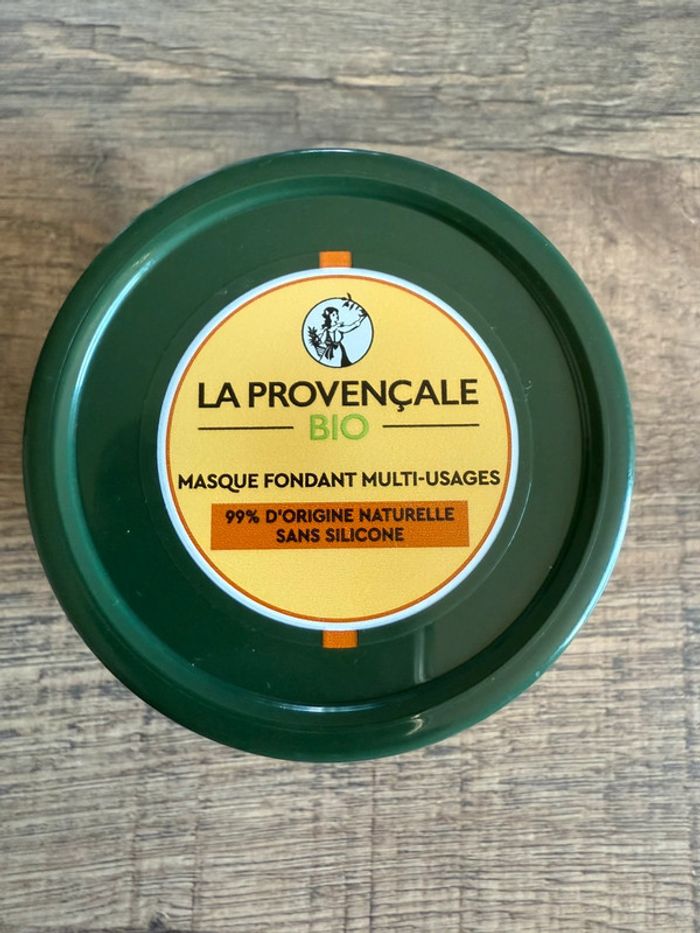 LA PROVENÇALE
BIO
MASQUE FONDANT MULTI-USAGES
99% D'ORIGINE NATURELLE
SANS SILICONE